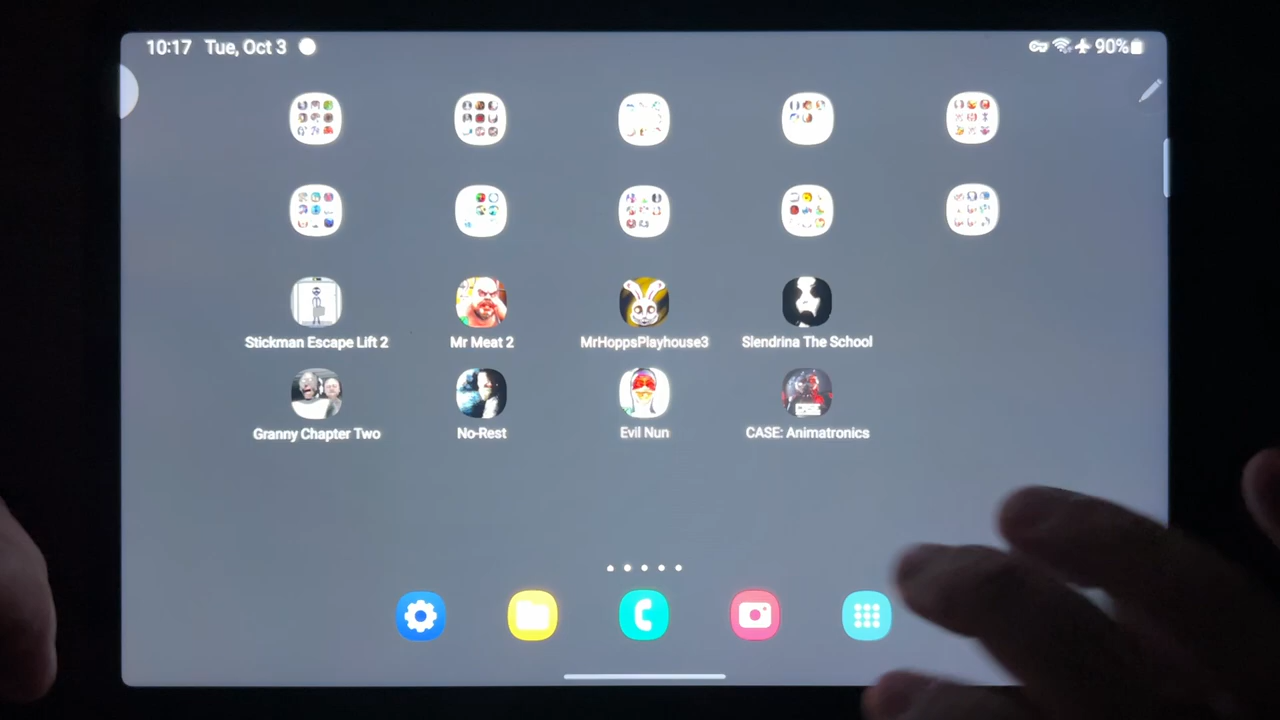 10:17 Tue, Oct 3 90%
Stickman Escape Lift 2 Mr Meat 2 MrHoppsPlayhouse3 Slendrina The School
Granny Chapter Two No-Rest Evil Nun CASE: Animatronics